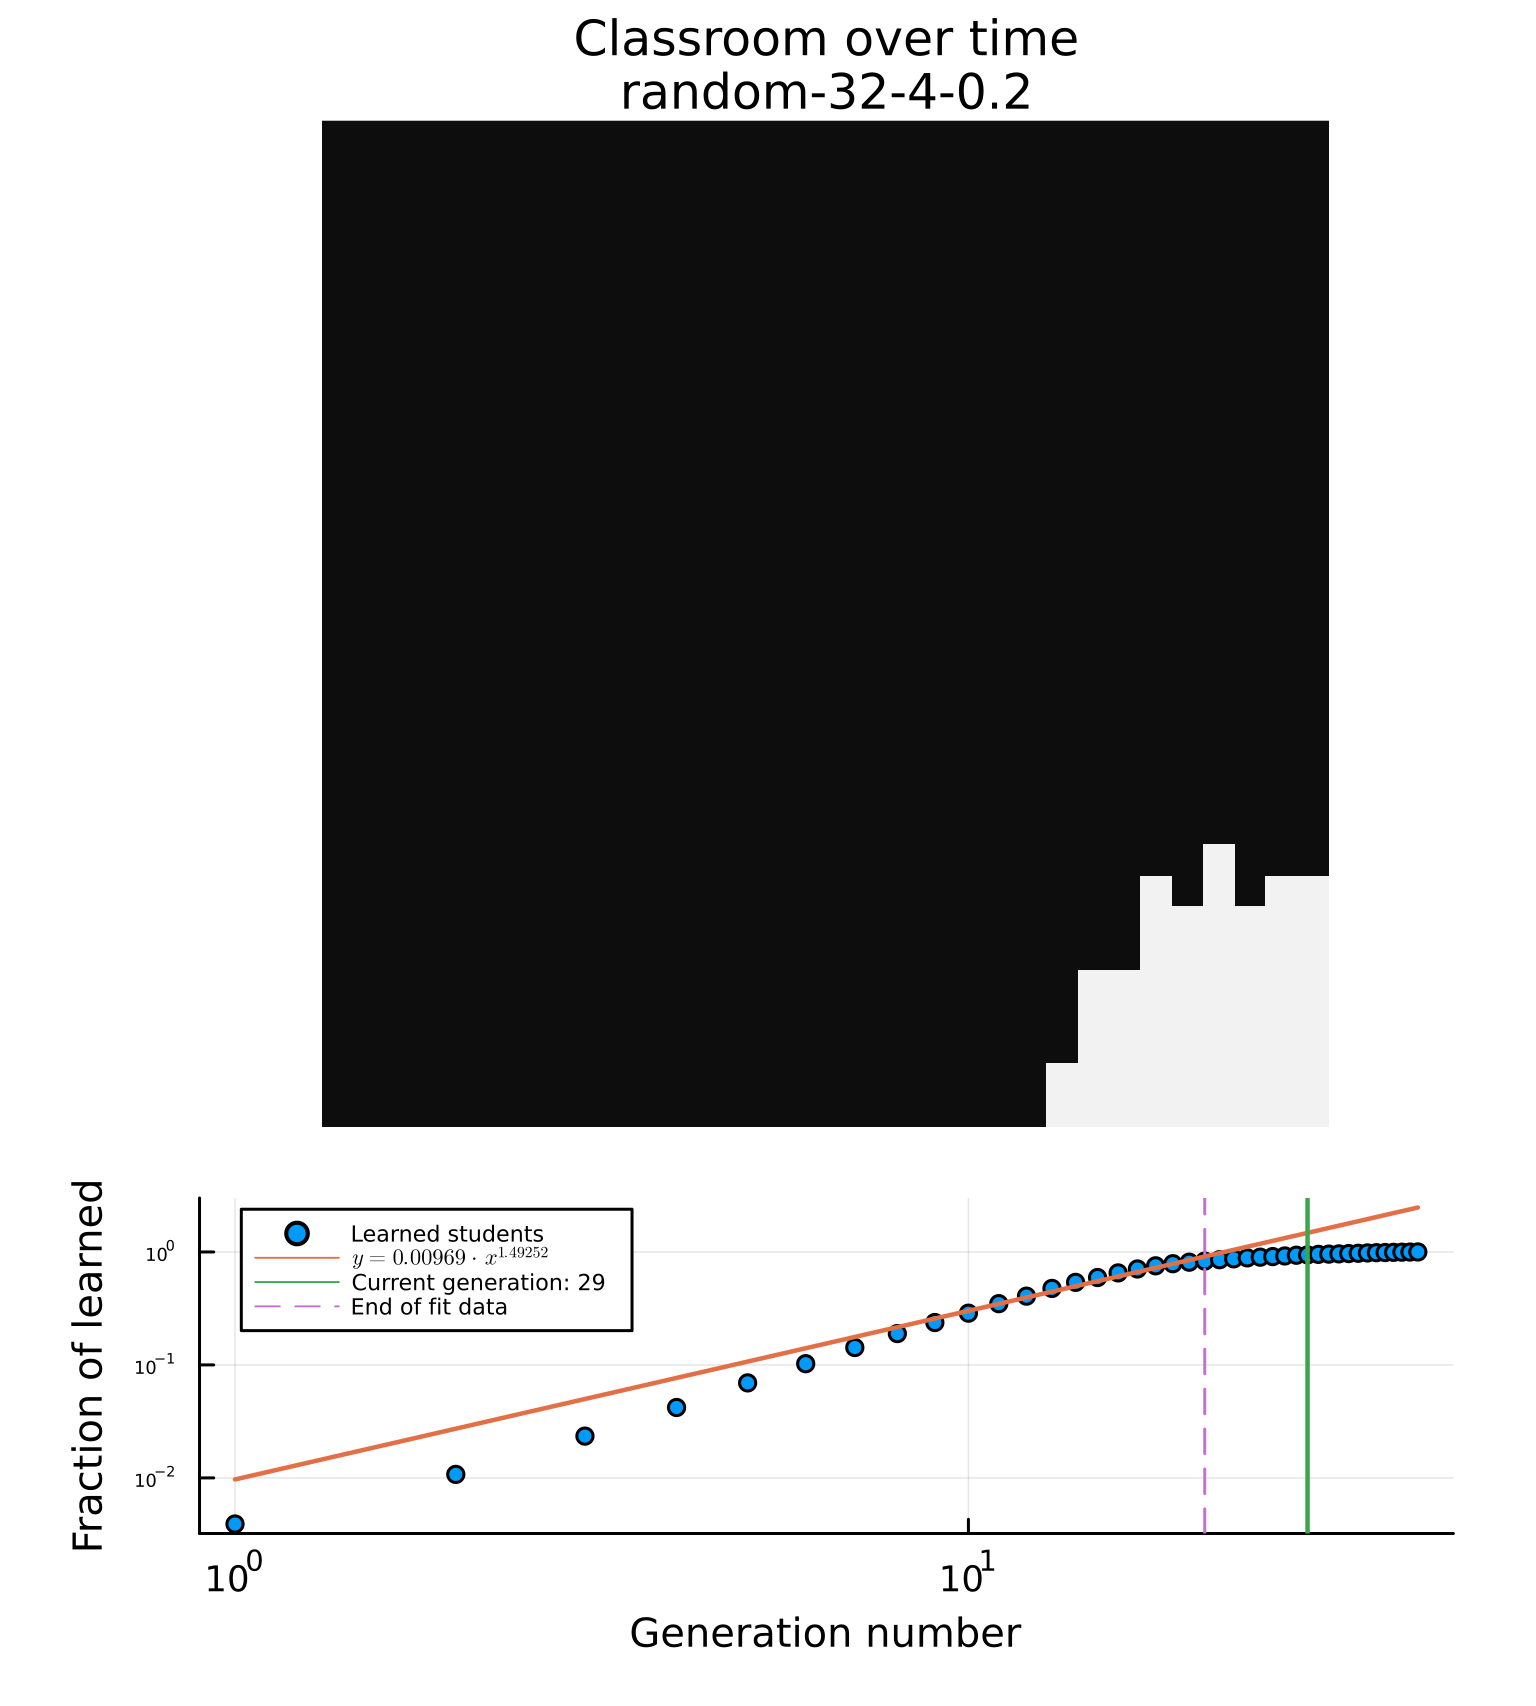 Classroom over time
random-32-4-0.2
Fraction of learned
10^0
10^-1
10^-2
Learned students
y = 0.00969 · x^1.49252
Current generation: 29
End of fit data
10^0
10^1
Generation number